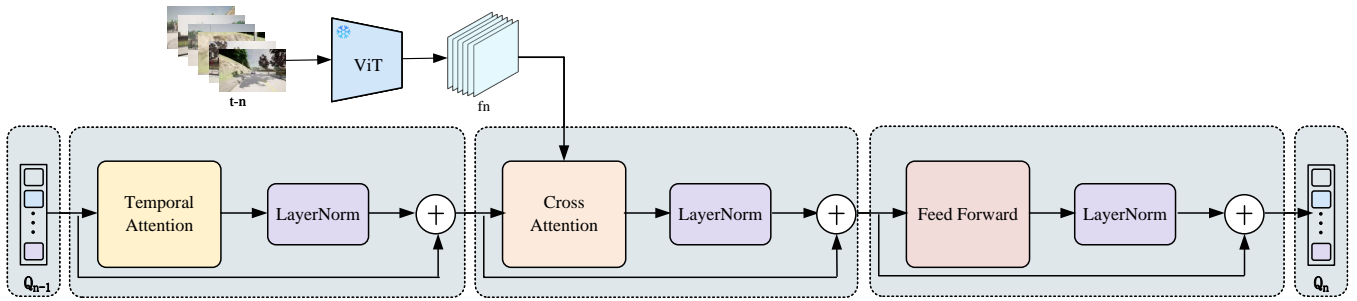 ViT
t-n
fn
Temporal
Attention
LayerNorm
Cross
Attention
LayerNorm
Feed Forward
LayerNorm
Qn-1
Qn